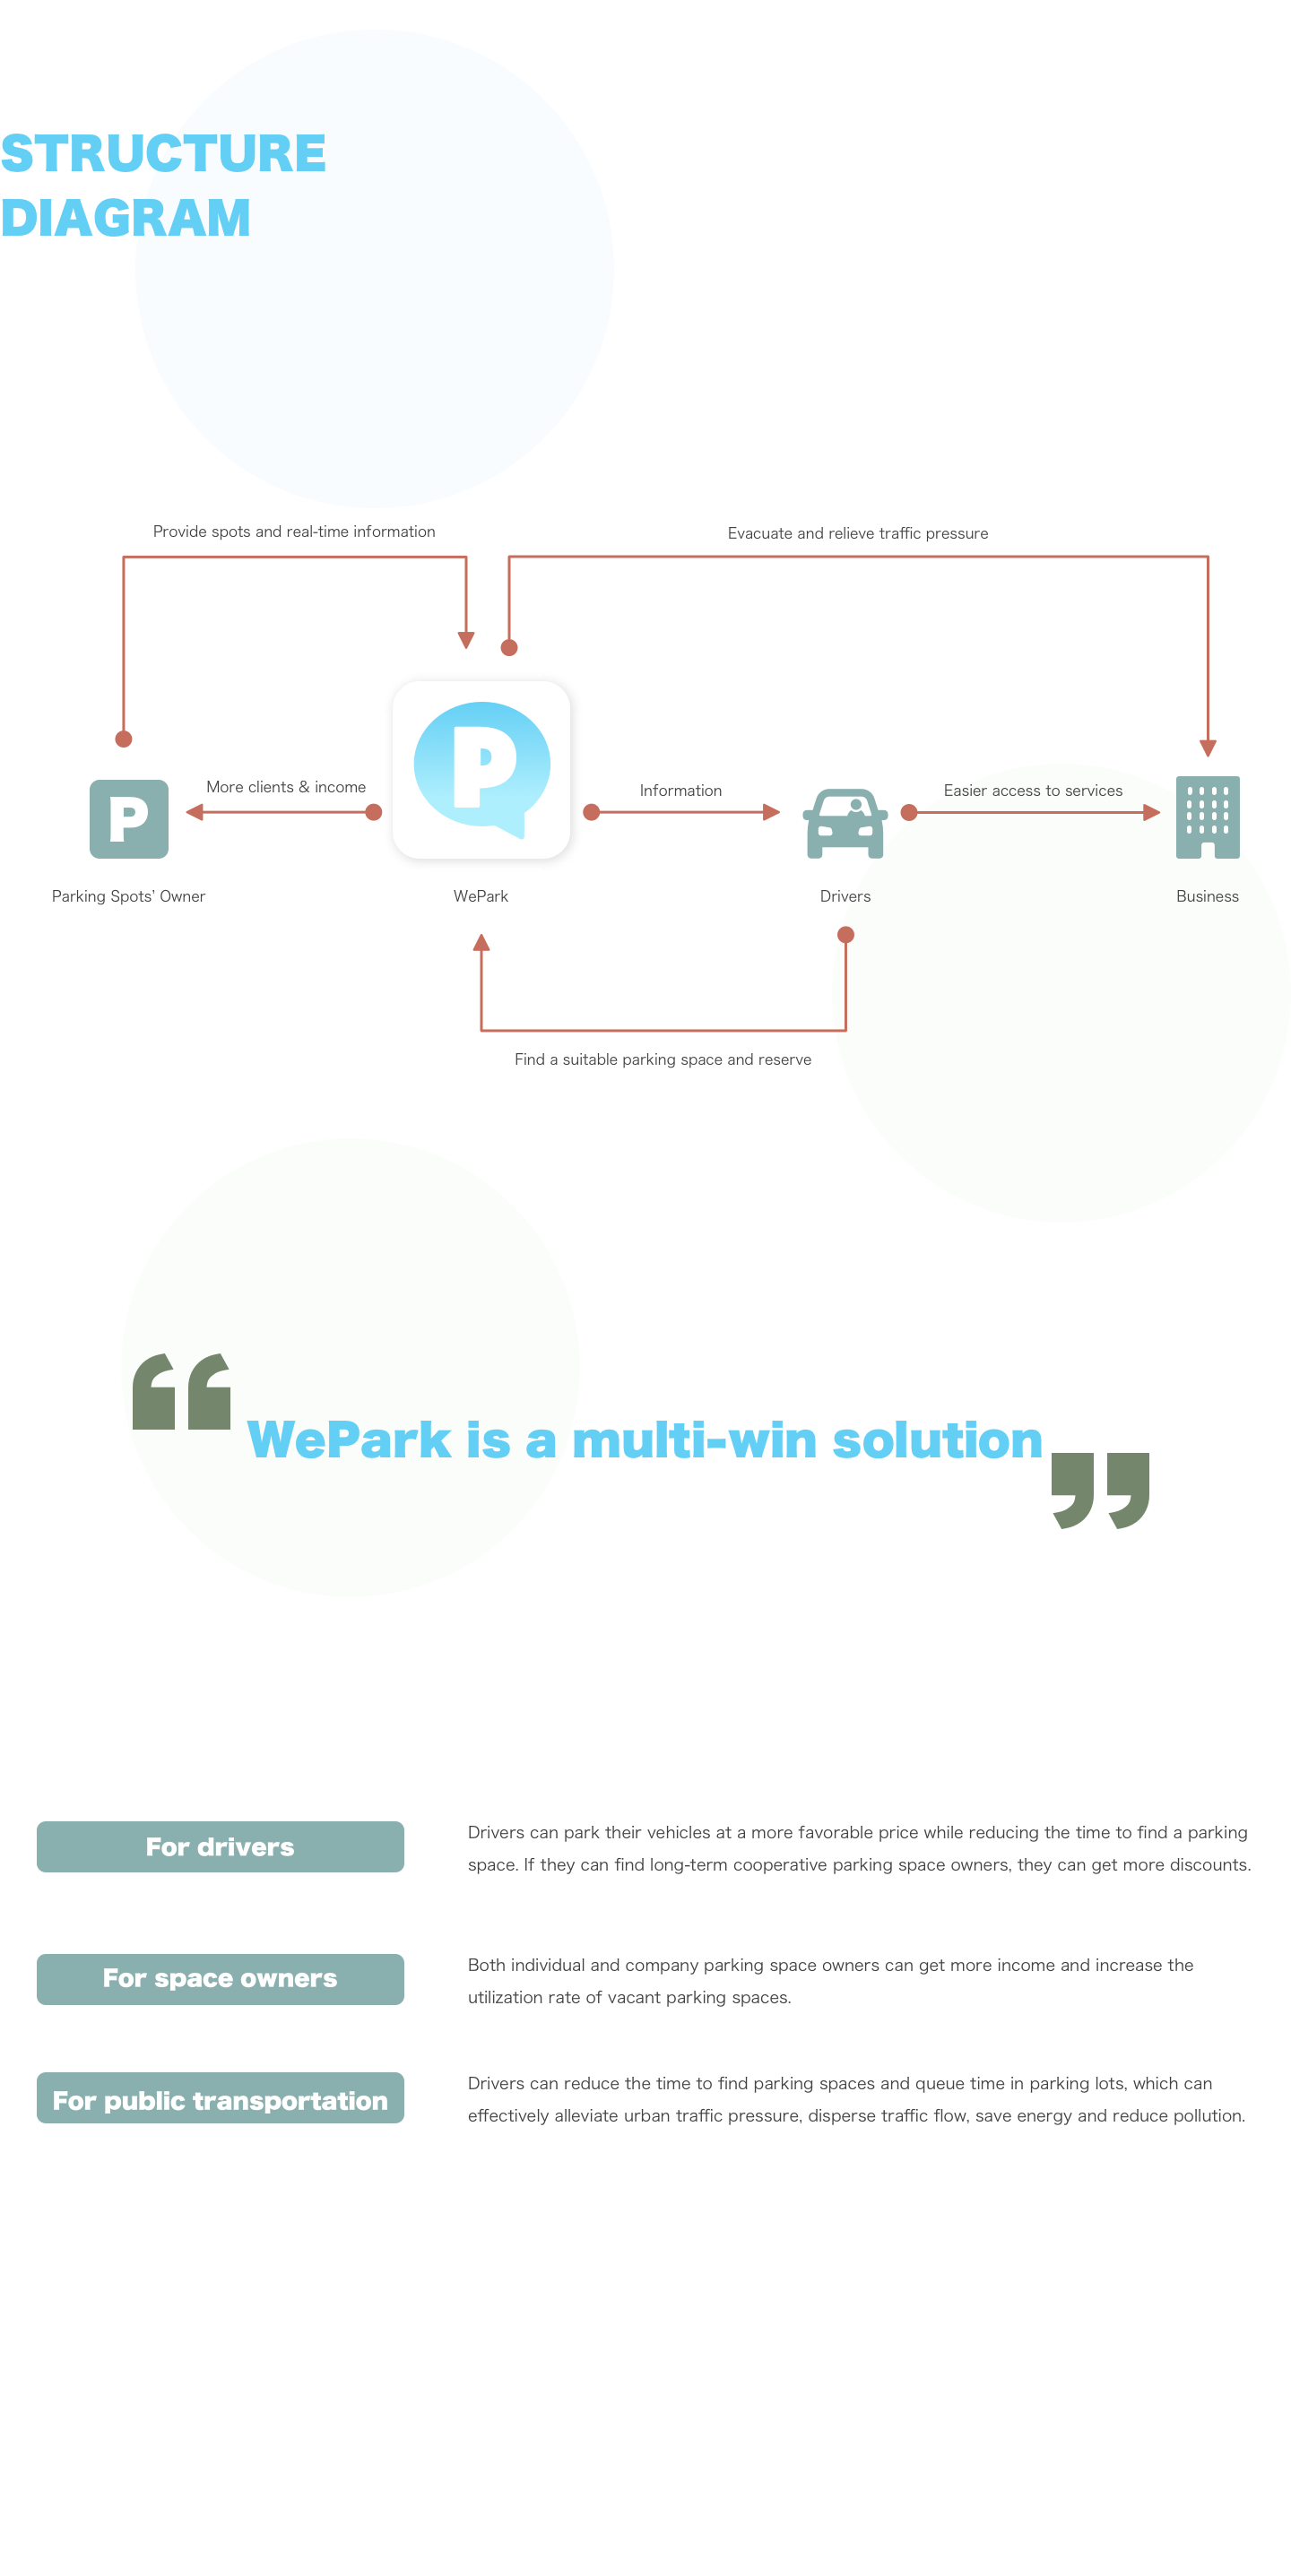 STRUCTURE
DIAGRAM
Provide spots and real-time information
Evacuate and relieve traffic pressure
P
P
More clients & income
Information
Easier access to services
Parking Spots' Owner
WePark
Drivers
Business
Find a suitable parking space and reserve
“WePark is a multi-win solution”
For drivers
Drivers can park their vehicles at a more favorable price while reducing the time to find a parking
space. If they can find long-term cooperative parking space owners, they can get more discounts.
For space owners
Both individual and company parking space owners can get more income and increase the
utilization rate of vacant parking spaces.
For public transportation
Drivers can reduce the time to find parking spaces and queue time in parking lots, which can
effectively alleviate urban traffic pressure, disperse traffic flow, save energy and reduce pollution.